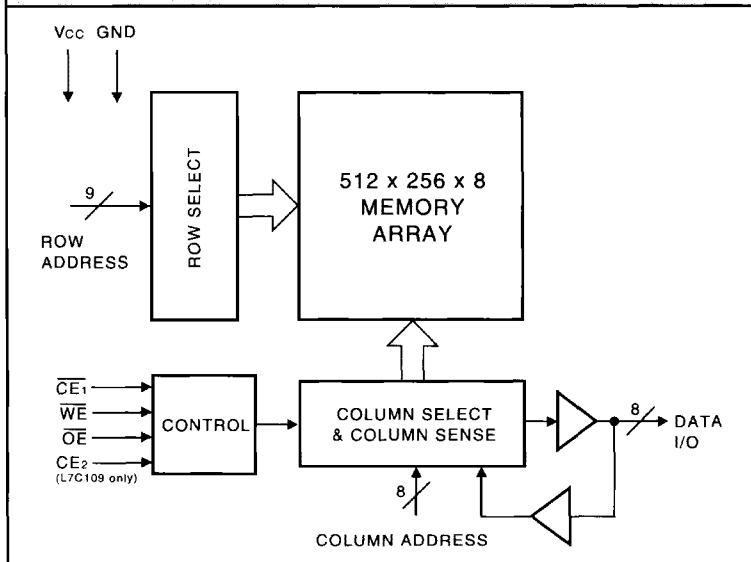 Vcc GND
9
ROW
ADDRESS
ROW SELECT
512 x 256 x 8
MEMORY
ARRAY
CE1
WE
OE
CE2
(L7C109 only)
CONTROL
COLUMN SELECT
& COLUMN SENSE
8
DATA
I/O
8
COLUMN ADDRESS